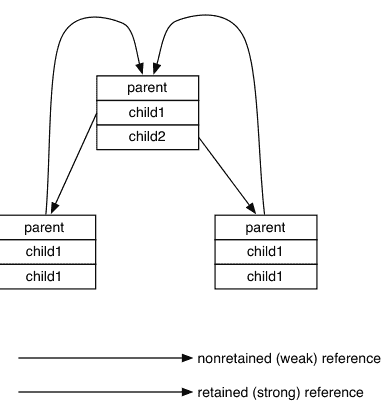 parent
child1
child2
parent
child1
child1
parent
child1
child1
nonretained (weak) reference
retained (strong) reference